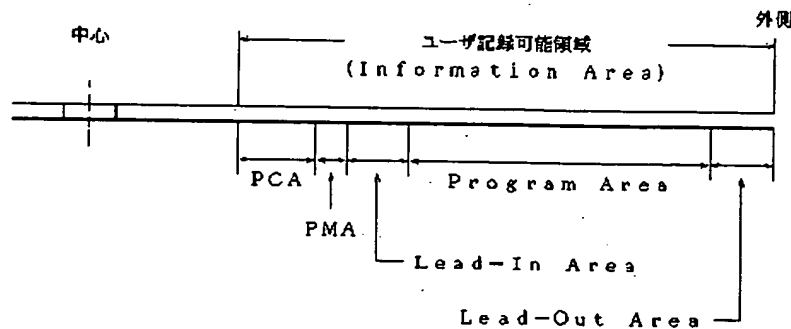 外側
中心
ユーザ記録可能領域
(Information Area)
PCA
Program Area
PMA
Lead-In Area
Lead-Out Area